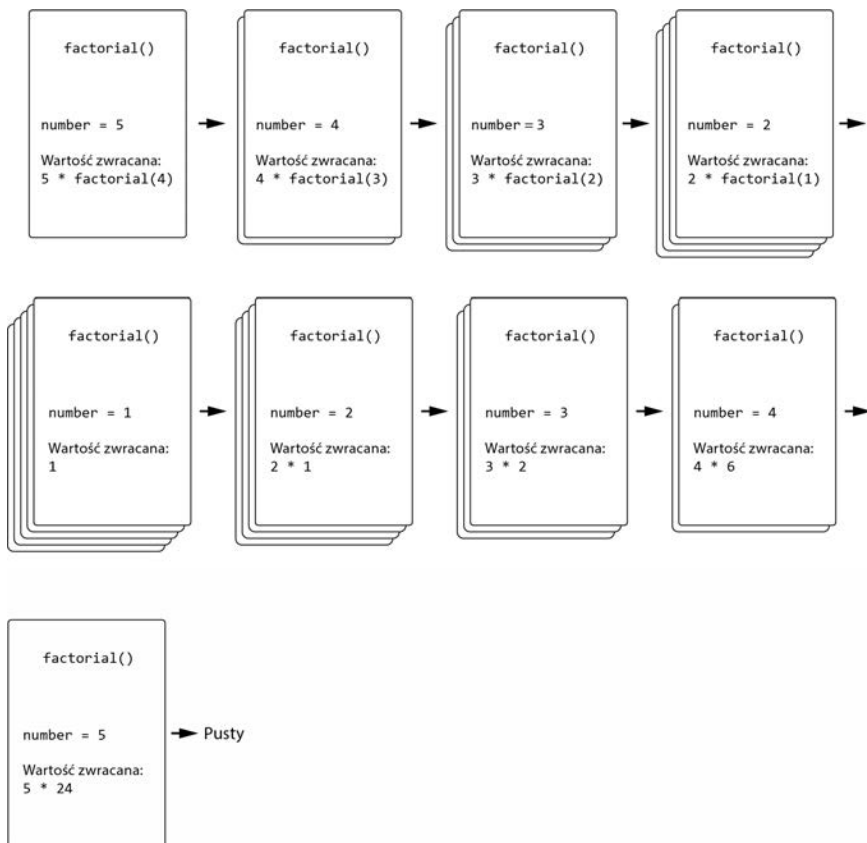 factorial()
number = 5
Wartość zwracana:
5 * factorial(4)
factorial()
number = 4
Wartość zwracana:
4 * factorial(3)
factorial()
number = 3
Wartość zwracana:
3 * factorial(2)
factorial()
number = 2
Wartość zwracana:
2 * factorial(1)
factorial()
number = 1
Wartość zwracana:
1
factorial()
number = 2
Wartość zwracana:
2 * 1
factorial()
number = 3
Wartość zwracana:
3 * 2
factorial()
number = 4
Wartość zwracana:
4 * 6
factorial()
number = 5
Wartość zwracana:
5 * 24
Pusty